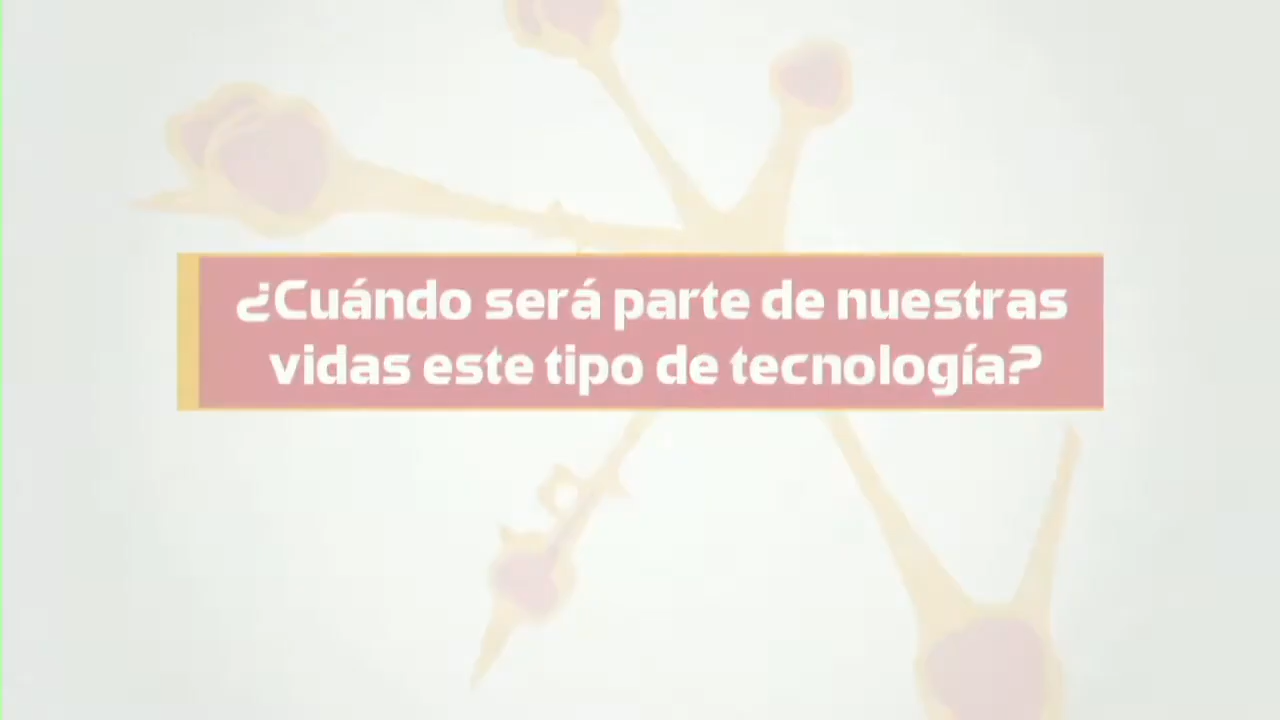 ¿Cuándo será parte de nuestras
vidas este tipo de tecnología?